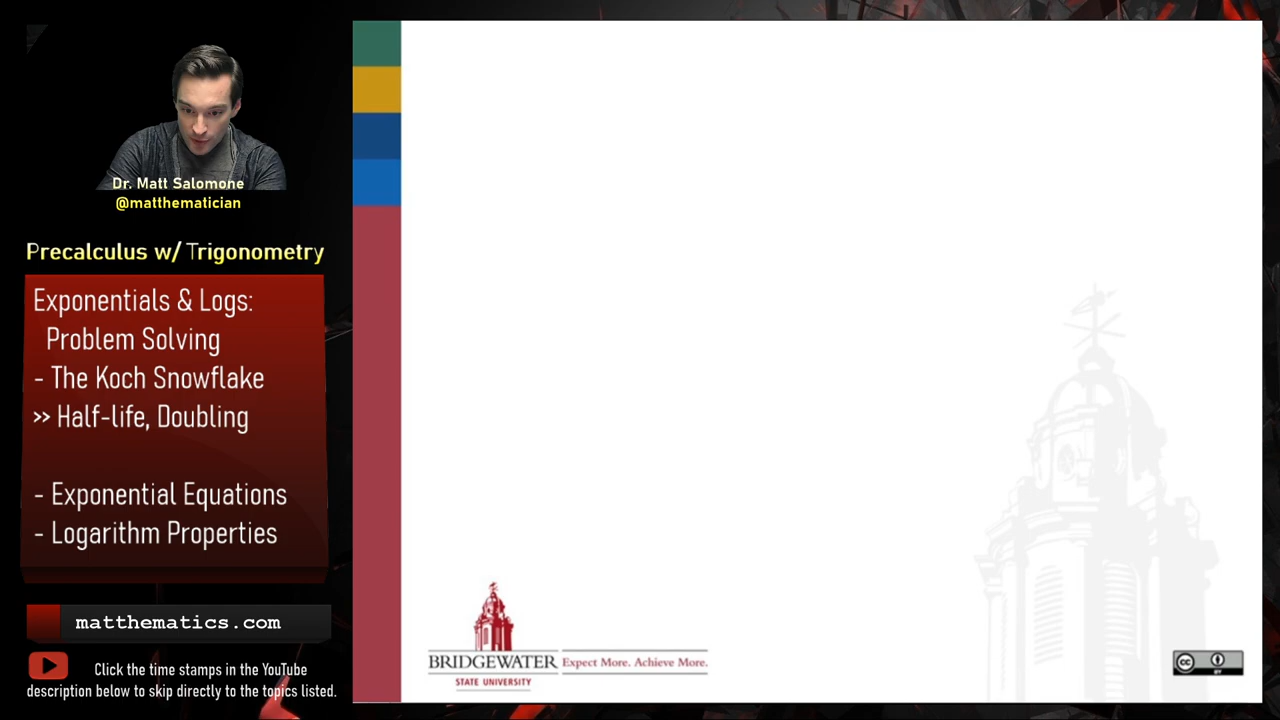 Dr. Matt Salomone
@matthematician
Precalculus w/ Trigonometry
Exponentials & Logs:
Problem Solving
- The Koch Snowflake
>> Half-life, Doubling
- Exponential Equations
- Logarithm Properties
matthematics.com
Click the time stamps in the YouTube
description below to skip directly to the topics listed.
BRIDGEWATER
STATE UNIVERSITY
Expect More. Achieve More.
CC
BY